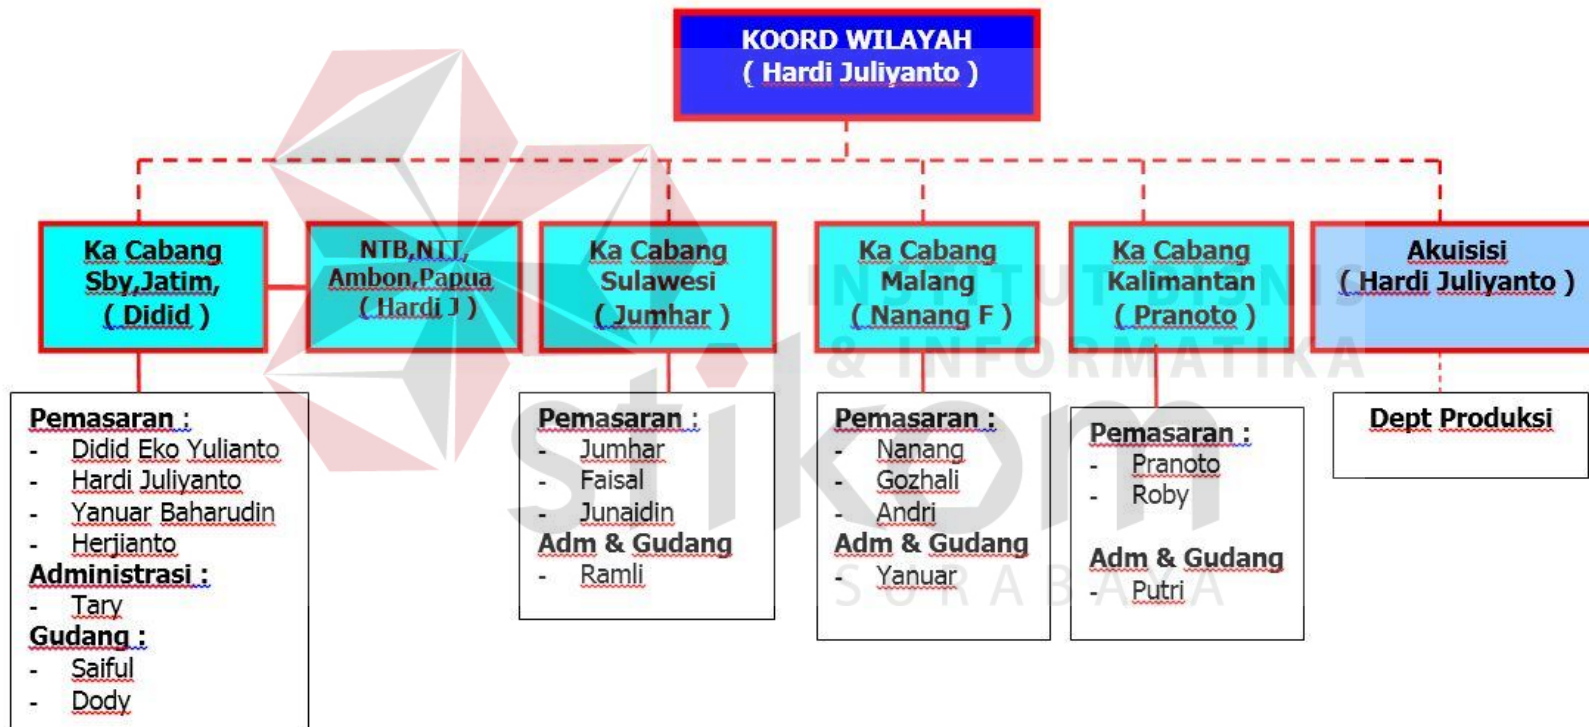 KOORD WILAYAH
( Hardi Juliyanto )
Ka Cabang
Sby,Jatim,
( Didid )
NTB,NTT,
Ambon,Papua
( Hardi J )
Ka Cabang
Sulawesi
( Jumhar )
Ka Cabang
Malang
( Nanang F )
Ka Cabang
Kalimantan
( Pranoto )
Akuisisi
( Hardi Juliyanto )
Pemasaran :
- Didid Eko Yulianto
- Hardi Juliyanto
- Yanuar Baharudin
- Herjianto
Administrasi :
- Tary
Gudang :
- Saiful
- Dody
Pemasaran :
- Jumhar
- Faisal
- Junaidin
Adm & Gudang
- Ramli
Pemasaran :
- Nanang
- Gozhali
- Andri
Adm & Gudang
- Yanuar
Pemasaran :
- Pranoto
- Roby
Adm & Gudang
- Putri
Dept Produksi
INSTITUT BISNIS
& INFORMATIKA
stikom
SURABAYA